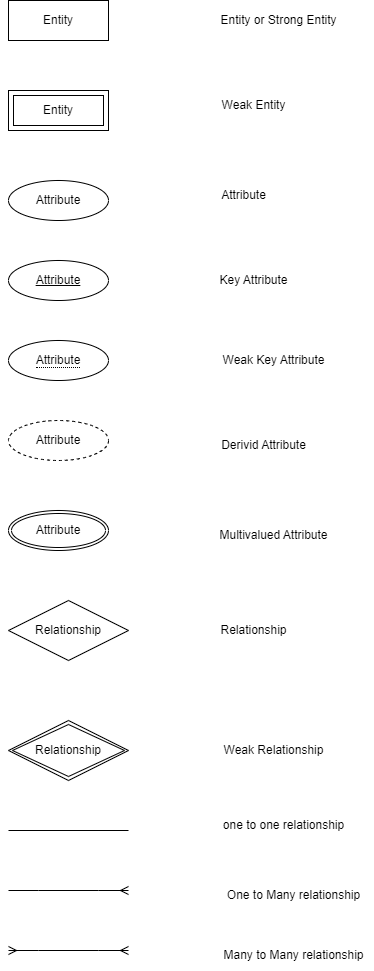 Entity Entity or Strong Entity
Entity Weak Entity
Attribute Attribute
Attribute Key Attribute
Attribute Weak Key Attribute
Attribute Derivid Attribute
Attribute Multivalued Attribute
Relationship Relationship
Relationship Weak Relationship
one to one relationship
One to Many relationship
Many to Many relationship